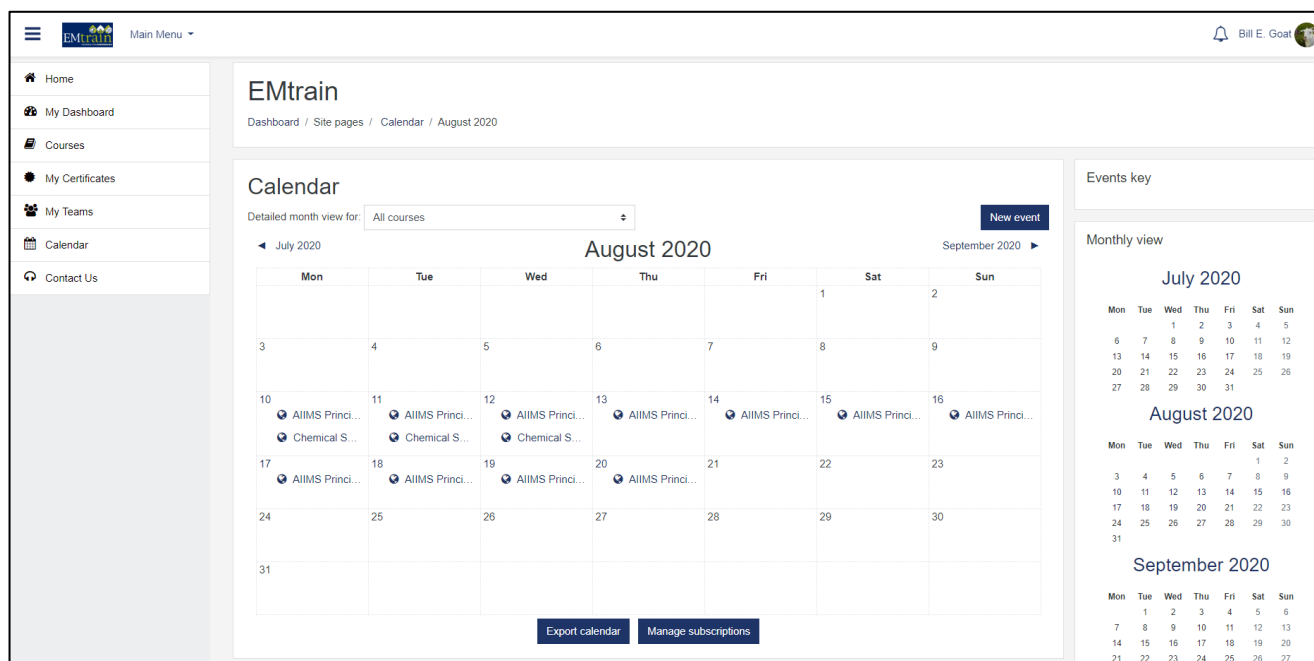 EMtrain Main Menu Bill E. Goat
Home
My Dashboard
Courses
My Certificates
My Teams
Calendar
Contact Us
EMtrain
Dashboard / Site pages / Calendar / August 2020
Calendar
Detailed month view for: All courses New event
July 2020 August 2020 September 2020
Mon Tue Wed Thu Fri Sat Sun
1 2
3 4 5 6 7 8 9
10 11 12 13 14 15 16
AIIMS Princi... AIIMS Princi... AIIMS Princi... AIIMS Princi... AIIMS Princi... AIIMS Princi... AIIMS Princi...
Chemical S... Chemical S... Chemical S...
17 18 19 20 21 22 23
AIIMS Princi... AIIMS Princi... AIIMS Princi... AIIMS Princi...
24 25 26 27 28 29 30
31
Export calendar Manage subscriptions
Events key
Monthly view
July 2020
Mon Tue Wed Thu Fri Sat Sun
1 2 3 4 5
6 7 8 9 10 11 12
13 14 15 16 17 18 19
20 21 22 23 24 25 26
27 28 29 30 31
August 2020
Mon Tue Wed Thu Fri Sat Sun
1 2
3 4 5 6 7 8 9
10 11 12 13 14 15 16
17 18 19 20 21 22 23
24 25 26 27 28 29 30
31
September 2020
Mon Tue Wed Thu Fri Sat Sun
1 2 3 4 5 6
7 8 9 10 11 12 13
14 15 16 17 18 19 20
21 22 23 24 25 26 27